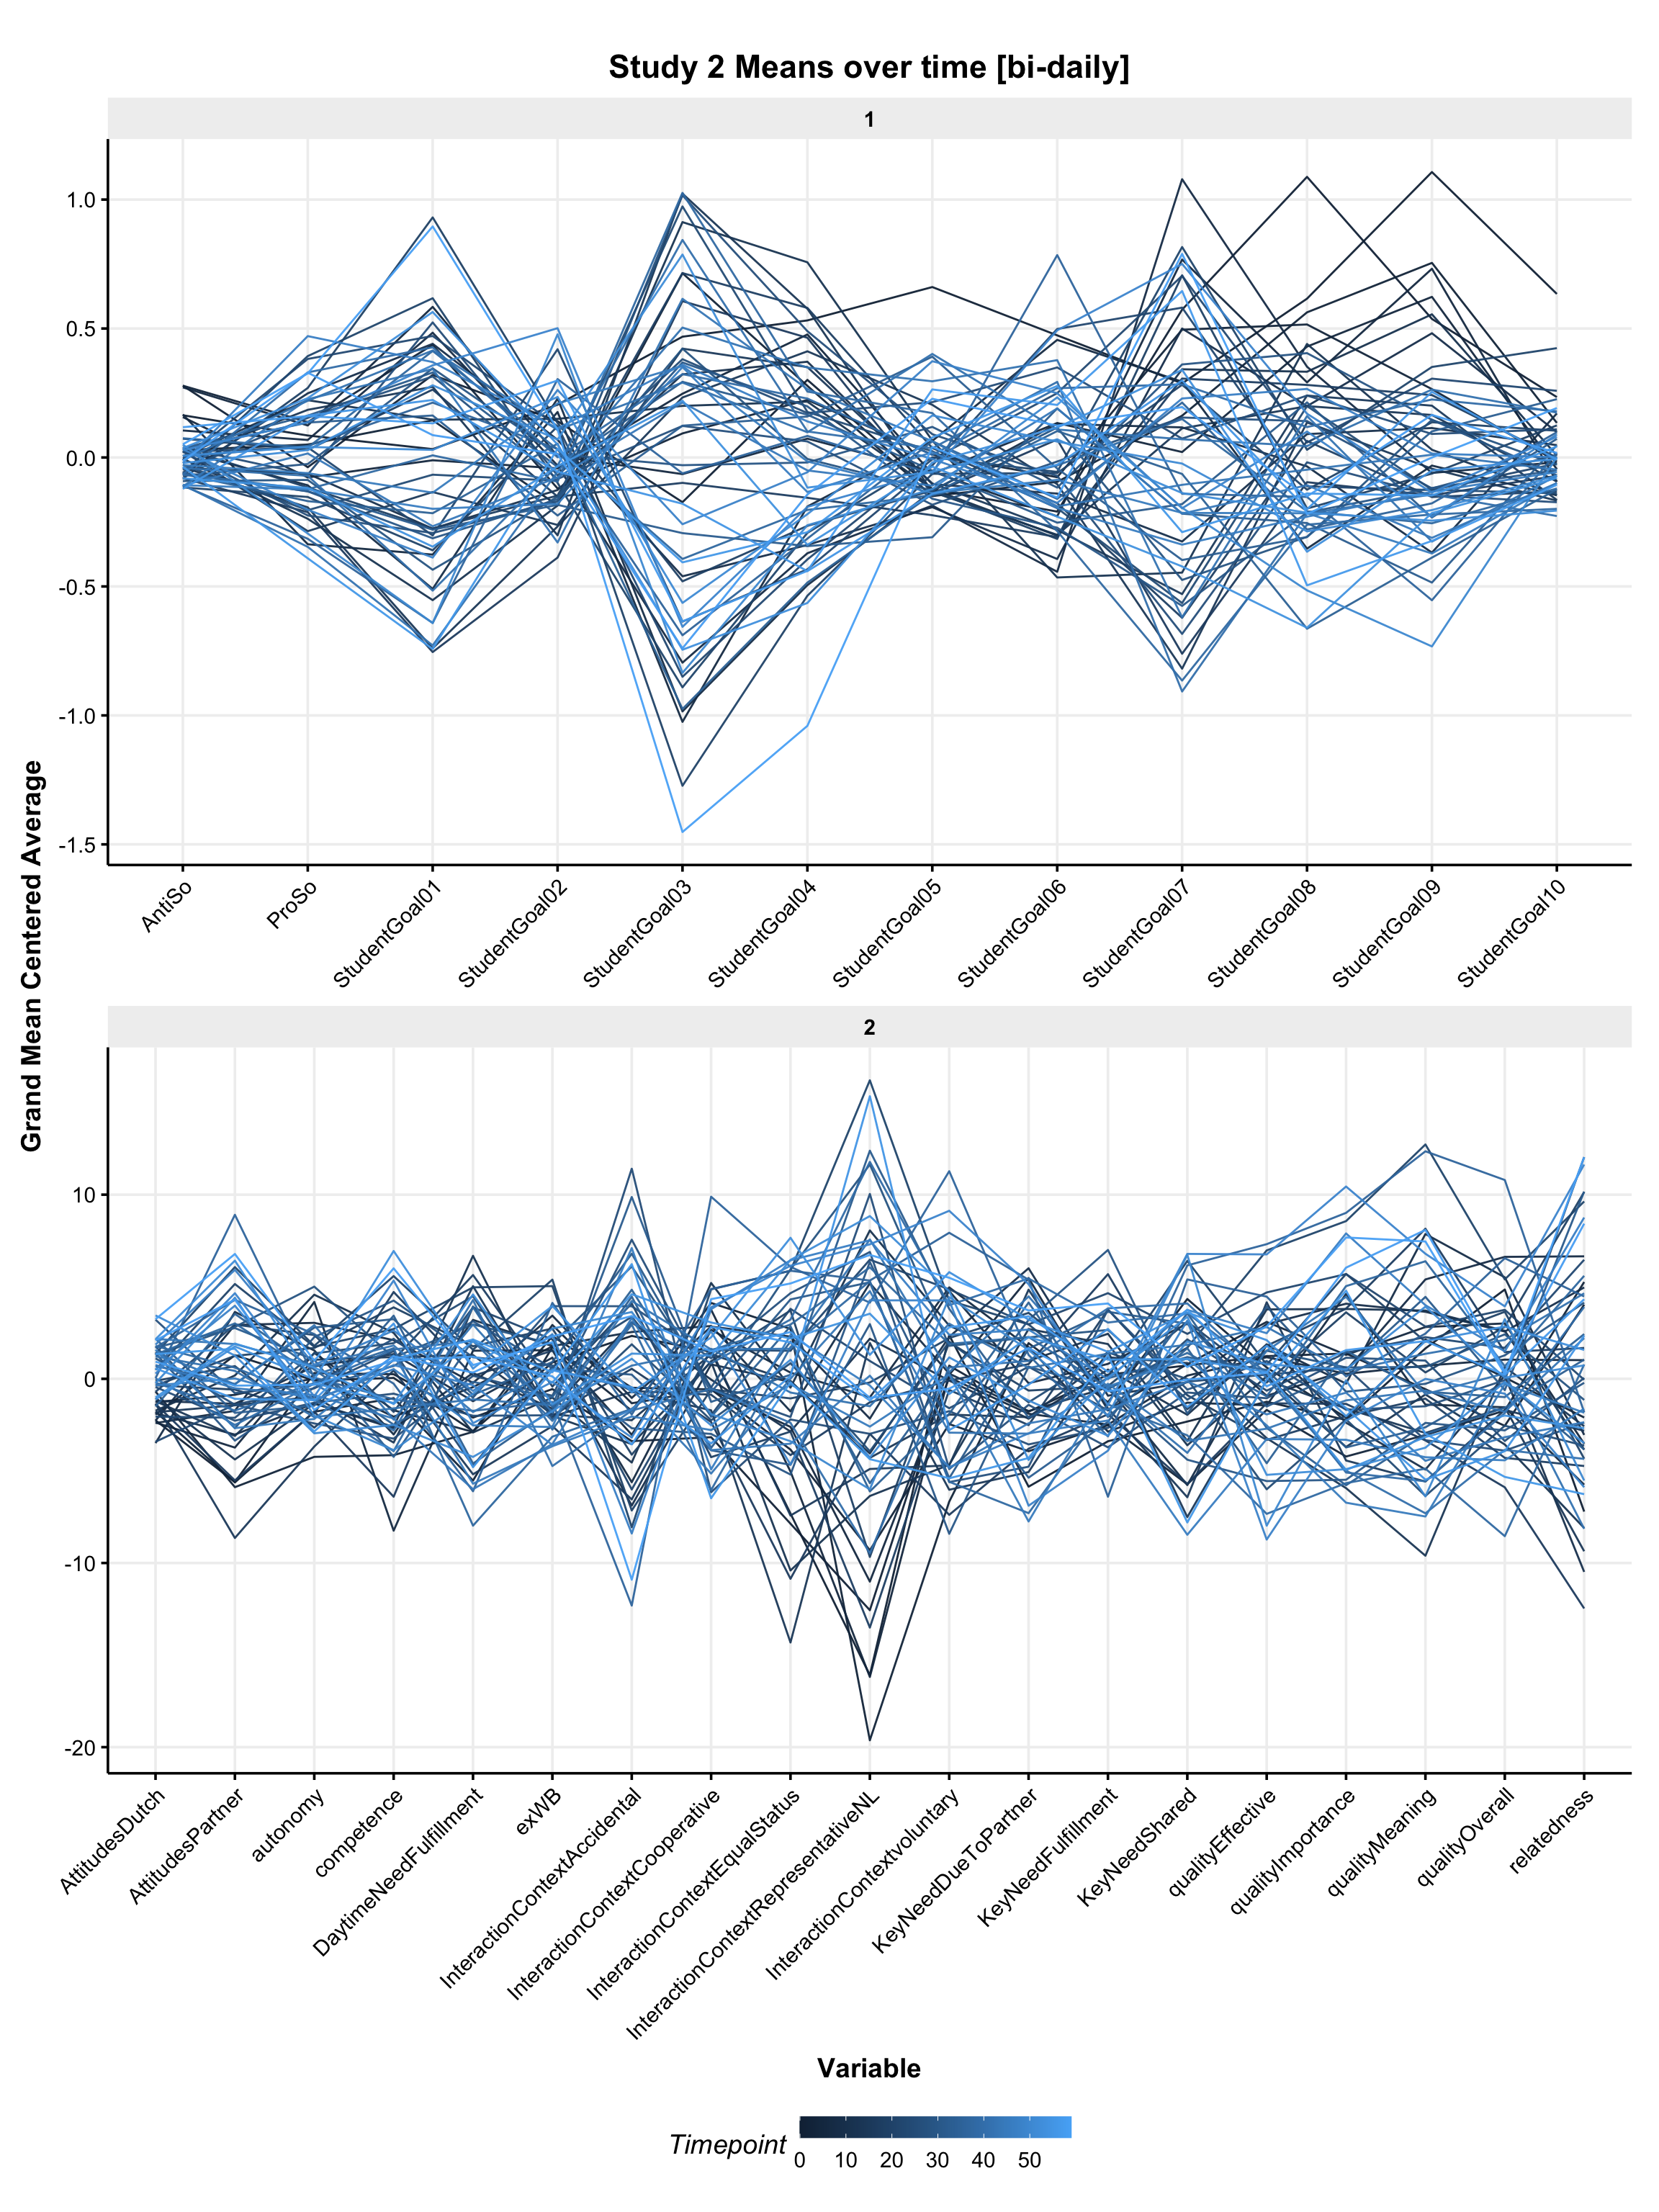 Study 2 Means over time [bi-daily]
1
1.0
0.5
0.0
-0.5
-1.0
-1.5
AntiSo
ProSo
StudentGoal01
StudentGoal02
StudentGoal03
StudentGoal04
StudentGoal05
StudentGoal06
StudentGoal07
StudentGoal08
StudentGoal09
StudentGoal10
Grand Mean Centered Average
2
10
0
-10
-20
AttitudesDutch
AttitudesPartner
autonomy
competence
DaytimeNeedFulfillment
exWB
InteractionContextAccidental
InteractionContextCooperative
InteractionContextEqualStatus
InteractionContextRepresentativeNL
InteractionContextvoluntary
KeyNeedDueToPartner
KeyNeedFulfillment
KeyNeedShared
qualityEffective
qualityImportance
qualityMeaning
qualityOverall
relatedness
Variable
Timepoint
0 10 20 30 40 50